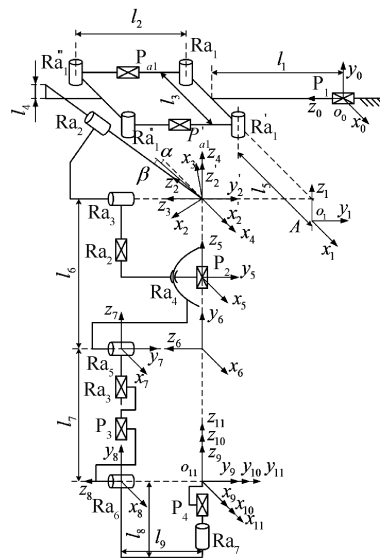 l2
Ra1''
Pa1
Ra1
l1
P1
y0
z0
o0
x0
l3
l4
Ra2
Ra1'''
P'a1
Ra1'
α
β
x3
z4
z2
z2'
l5
z1
Ra3
z3
y2'
o1
y1
A
x2
x2
x4
x1
Ra2
z5
P2
y5
l6
Ra4
x5
z7
y6
Ra5
y7
z6
x7
x6
Ra3
l7
P3
z11
z10
z9
y8
z8
o11
y9 y10 y11
Ra6
x8
x9
x10
x11
P4
l8
l9
Ra7